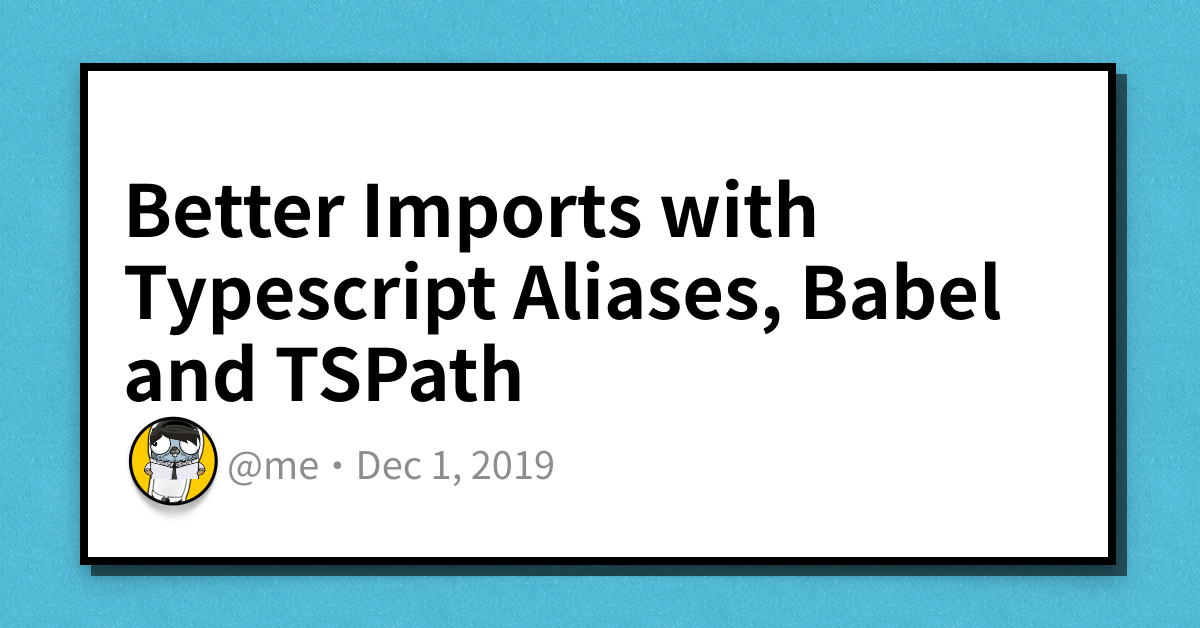 Better Imports with
Typescript Aliases, Babel
and TSPath
@me • Dec 1, 2019